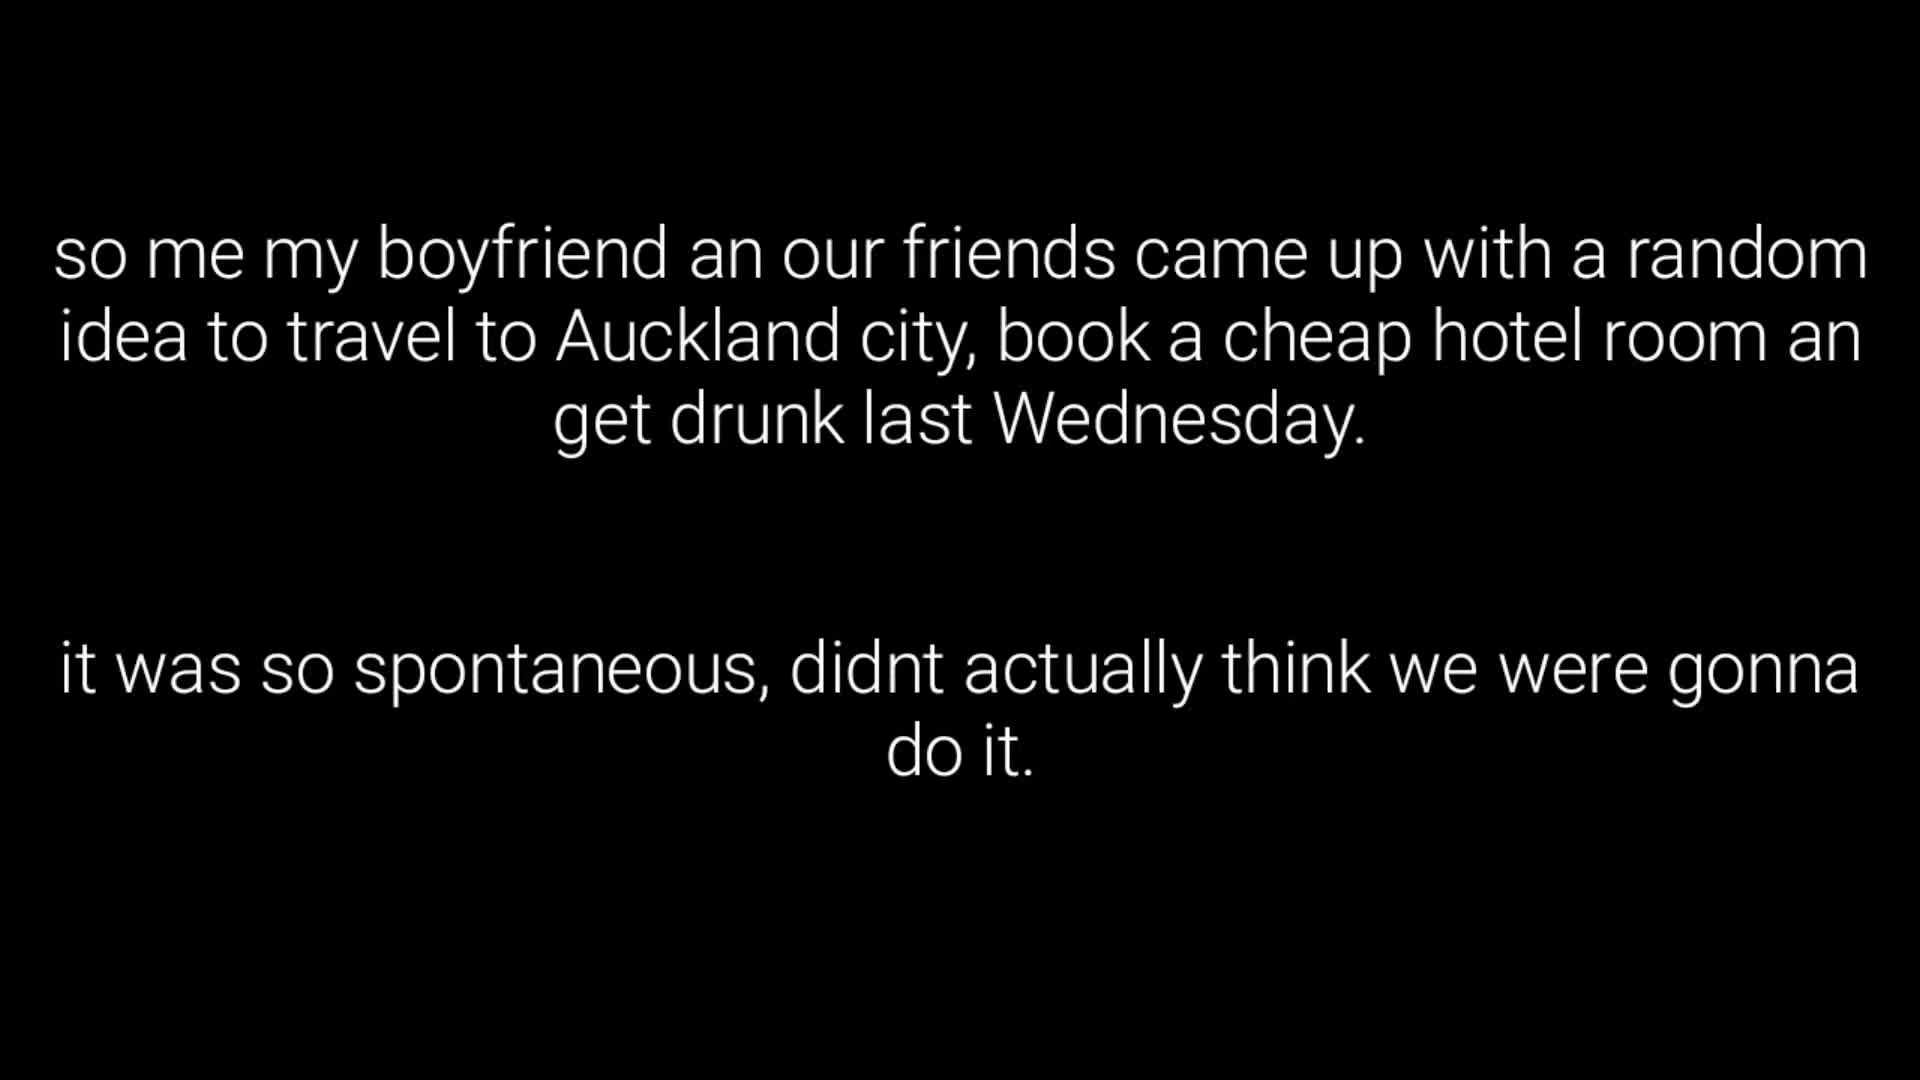 so me my boyfriend an our friends came up with a random
idea to travel to Auckland city, book a cheap hotel room an
get drunk last Wednesday.
it was so spontaneous, didnt actually think we were gonna
do it.